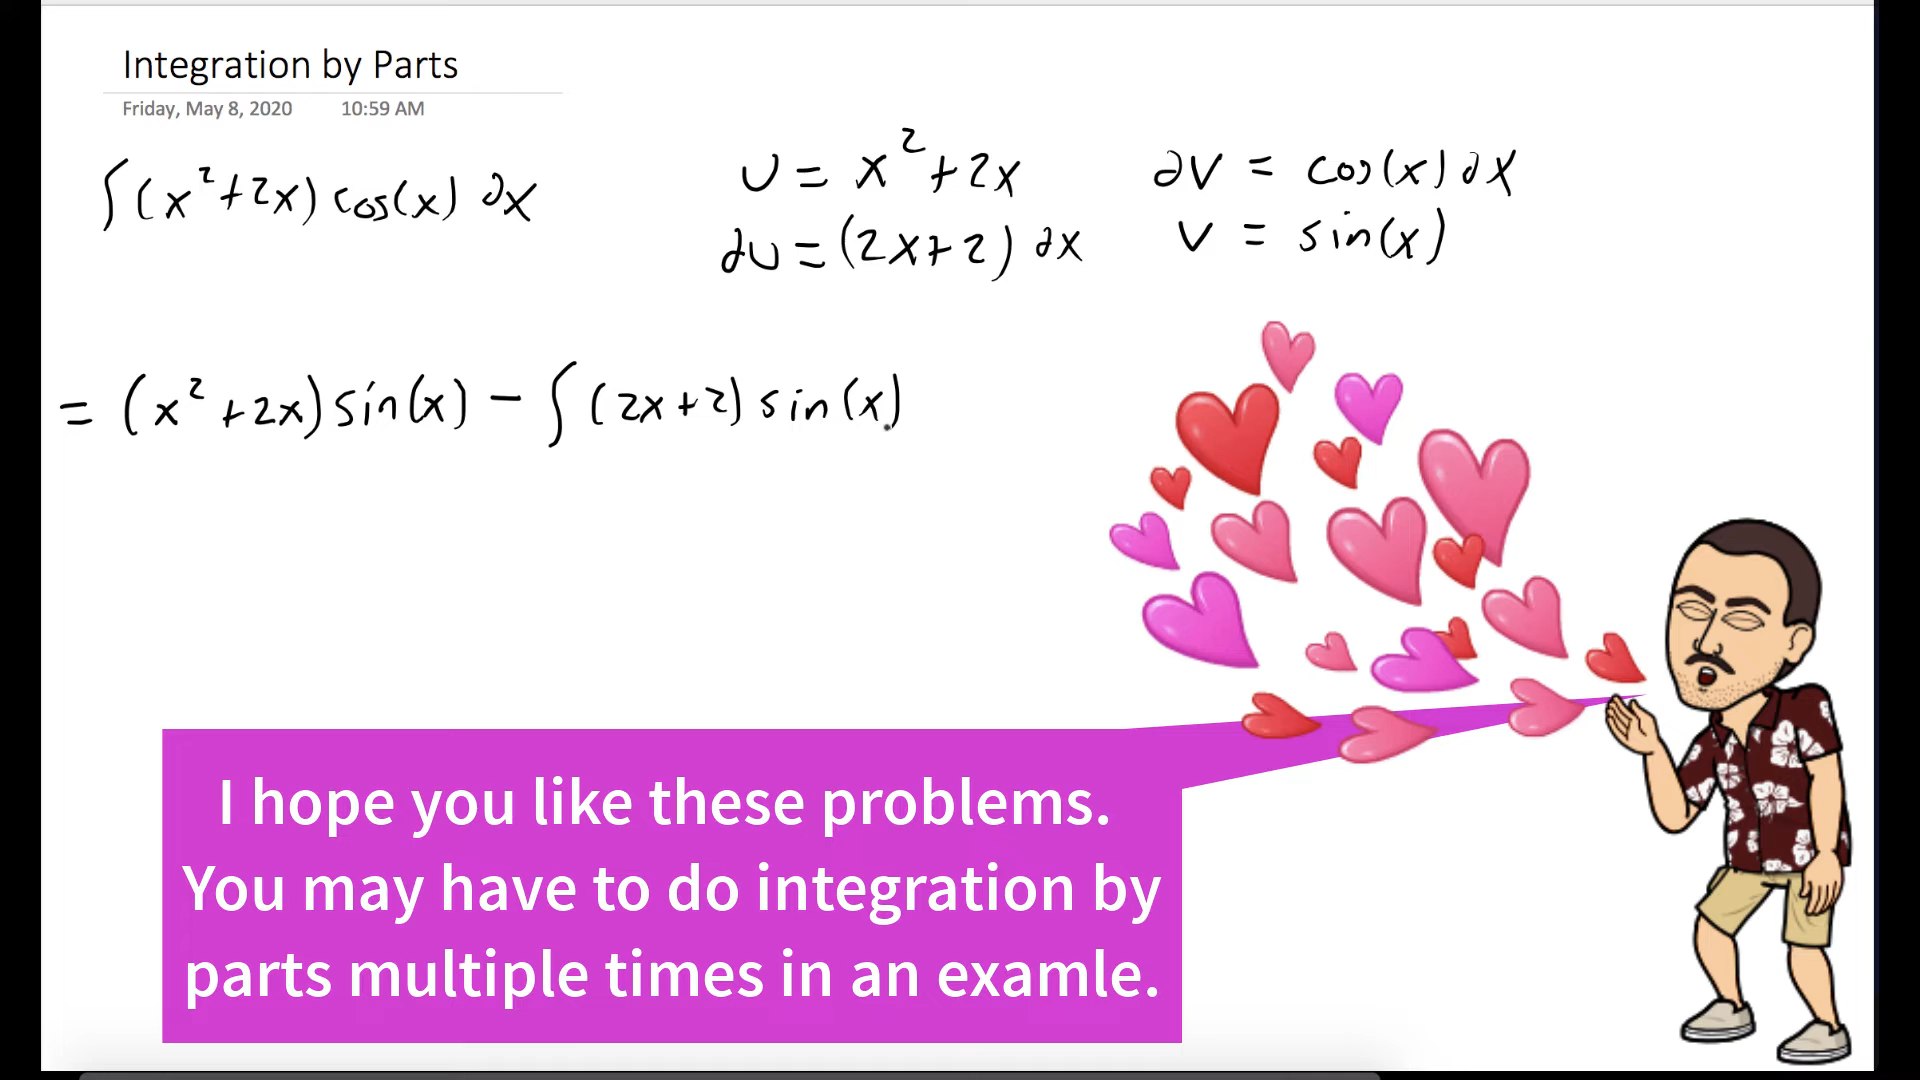 Integration by Parts
Friday, May 8, 2020 10:59 AM
∫(x²+2x) cos(x) ∂x
U = x²+2x
∂U = (2x+2) ∂x
∂V = cos(x) ∂x
V = sin(x)
= (x²+2x) sin(x) − ∫(2x+2) sin(x)
I hope you like these problems.
You may have to do integration by
parts multiple times in an examle.